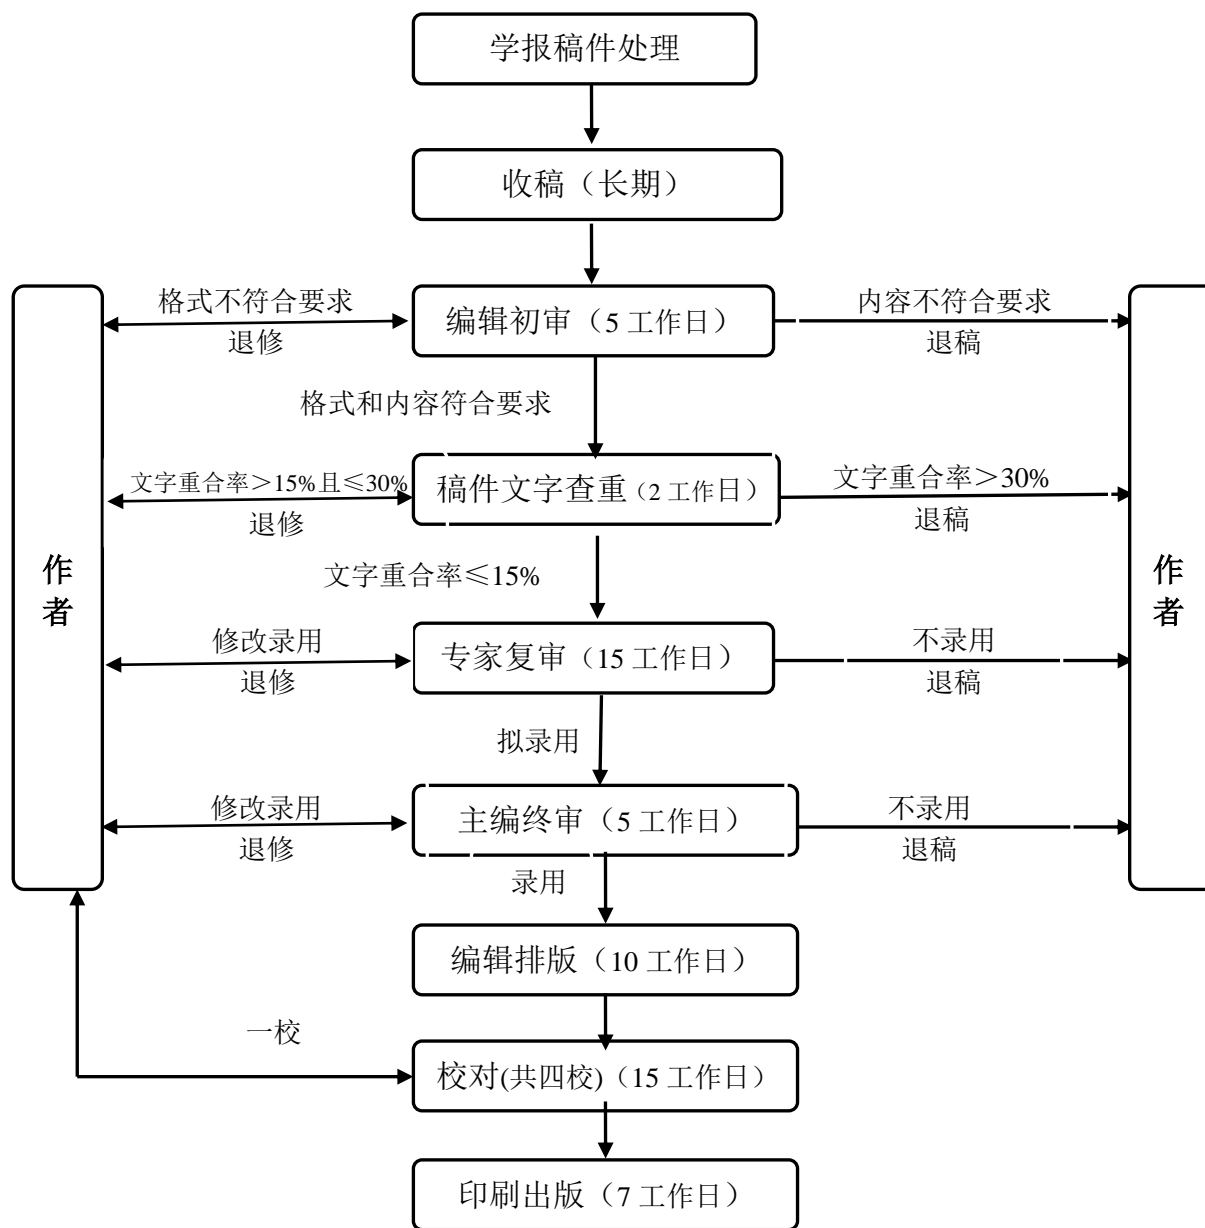 学报稿件处理
收稿（长期）
格式不符合要求
退修
编辑初审（5 工作日）
内容不符合要求
退稿
格式和内容符合要求
文字重合率＞15%且≤30%
退修
稿件文字查重（2 工作日）
文字重合率＞30%
退稿
作
者
作
者
文字重合率≤15%
修改录用
退修
专家复审（15 工作日）
不录用
退稿
拟录用
修改录用
退修
主编终审（5 工作日）
不录用
退稿
录用
编辑排版（10 工作日）
一校
校对(共四校)（15 工作日）
印刷出版（7 工作日）